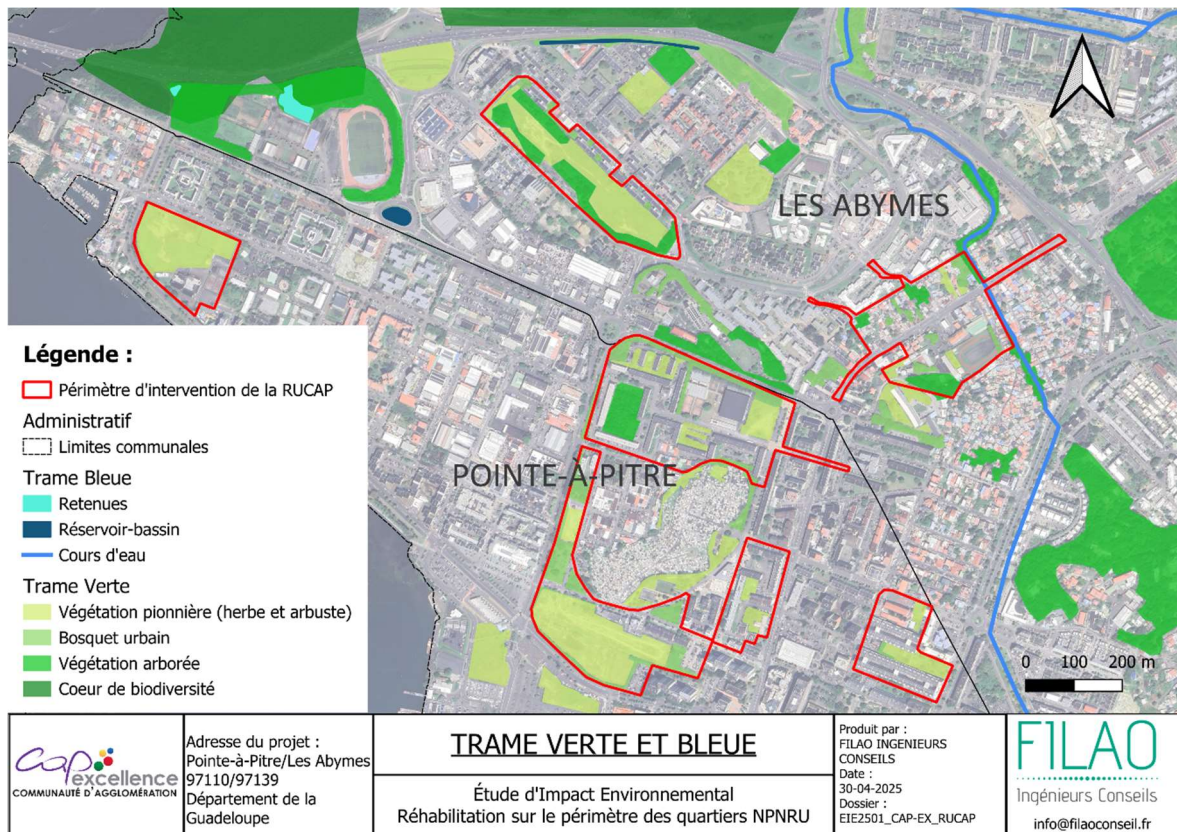 LES ABYMES
POINTE-À-PITRE
Légende :
Périmètre d'intervention de la RUCAP
Administratif
Limites communales
Trame Bleue
Retenues
Réservoir-bassin
Cours d'eau
Trame Verte
Végétation pionnière (herbe et arbuste)
Bosquet urbain
Végétation arborée
Coeur de biodiversité
0 100 200 m
Cap excellence
COMMUNAUTÉ D'AGGLOMÉRATION
Adresse du projet :
Pointe-à-Pitre/Les Abymes
97110/97139
Département de la
Guadeloupe
TRAME VERTE ET BLEUE
Étude d'Impact Environnemental
Réhabilitation sur le périmètre des quartiers NPNRU
Produit par :
FILAO INGENIEURS
CONSEILS
Date :
30-04-2025
Dossier :
EIE2501_CAP-EX_RUCAP
FILAO
Ingénieurs Conseils
info@filaoconseil.fr